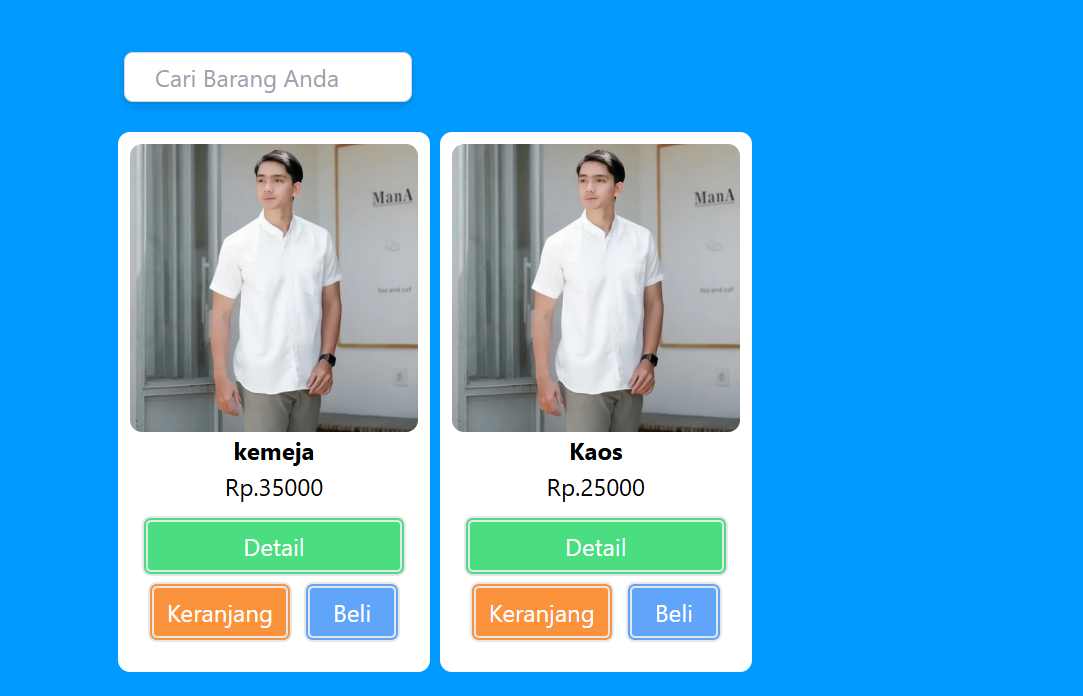 Cari Barang Anda
ManA
ManA
kemeja
Kaos
Rp.35000
Rp.25000
Detail
Detail
Keranjang
Beli
Keranjang
Beli